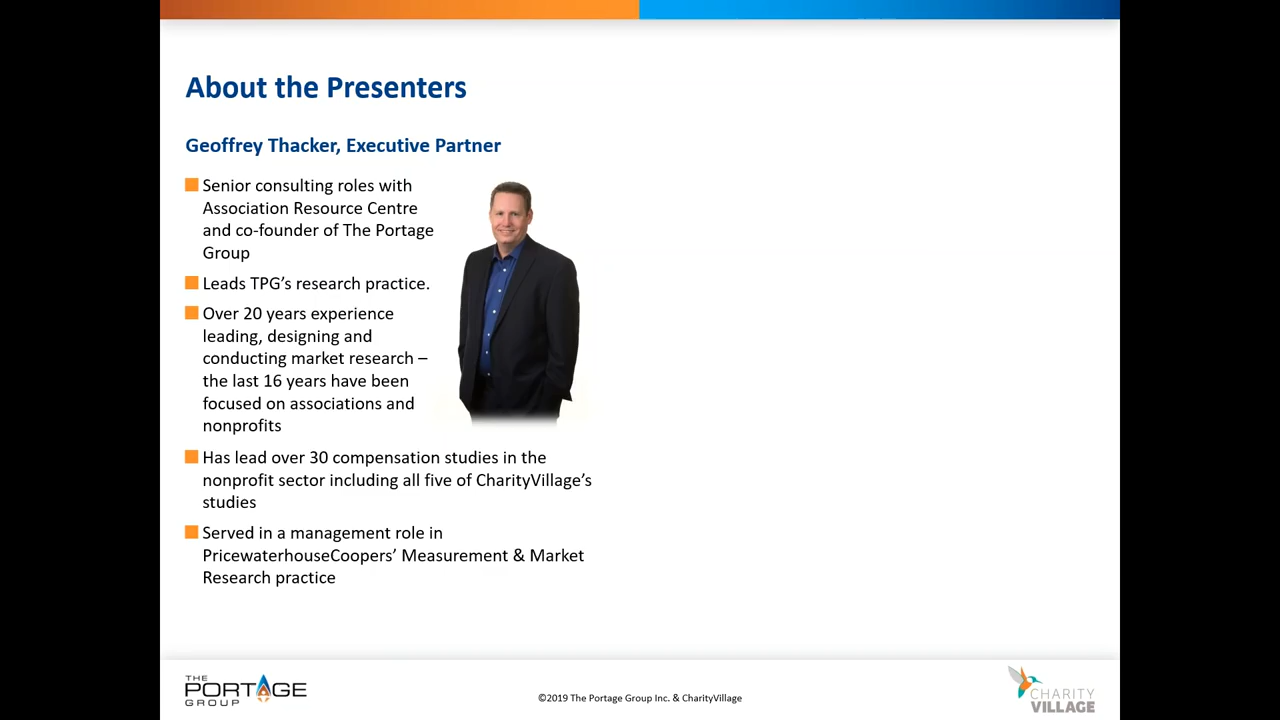 About the Presenters
Geoffrey Thacker, Executive Partner
Senior consulting roles with
Association Resource Centre
and co-founder of The Portage
Group
Leads TPG’s research practice.
Over 20 years experience
leading, designing and
conducting market research –
the last 16 years have been
focused on associations and
nonprofits
Has lead over 30 compensation studies in the
nonprofit sector including all five of CharityVillage’s
studies
Served in a management role in
PricewaterhouseCoopers’ Measurement & Market
Research practice
THE
PORTAGE
GROUP
©2019 The Portage Group Inc. & CharityVillage
CHARITY
VILLAGE